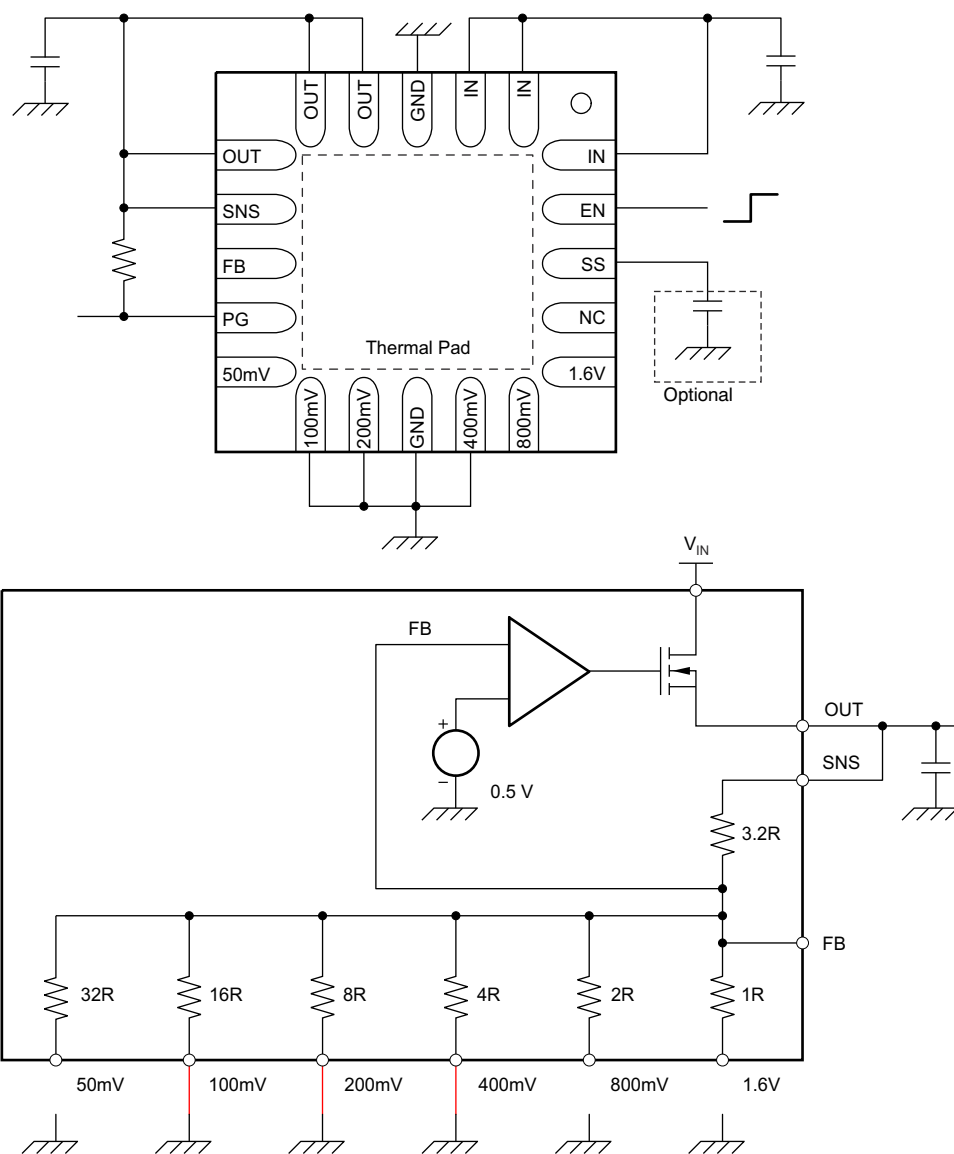 OUT
OUT
GND
IN
IN
OUT
IN
SNS
EN
FB
SS
PG
NC
Thermal Pad
50mV
1.6V
Optional
100mV
200mV
GND
400mV
800mV
VIN
FB
OUT
+
SNS
−
0.5 V
3.2R
FB
32R
16R
8R
4R
2R
1R
50mV
100mV
200mV
400mV
800mV
1.6V